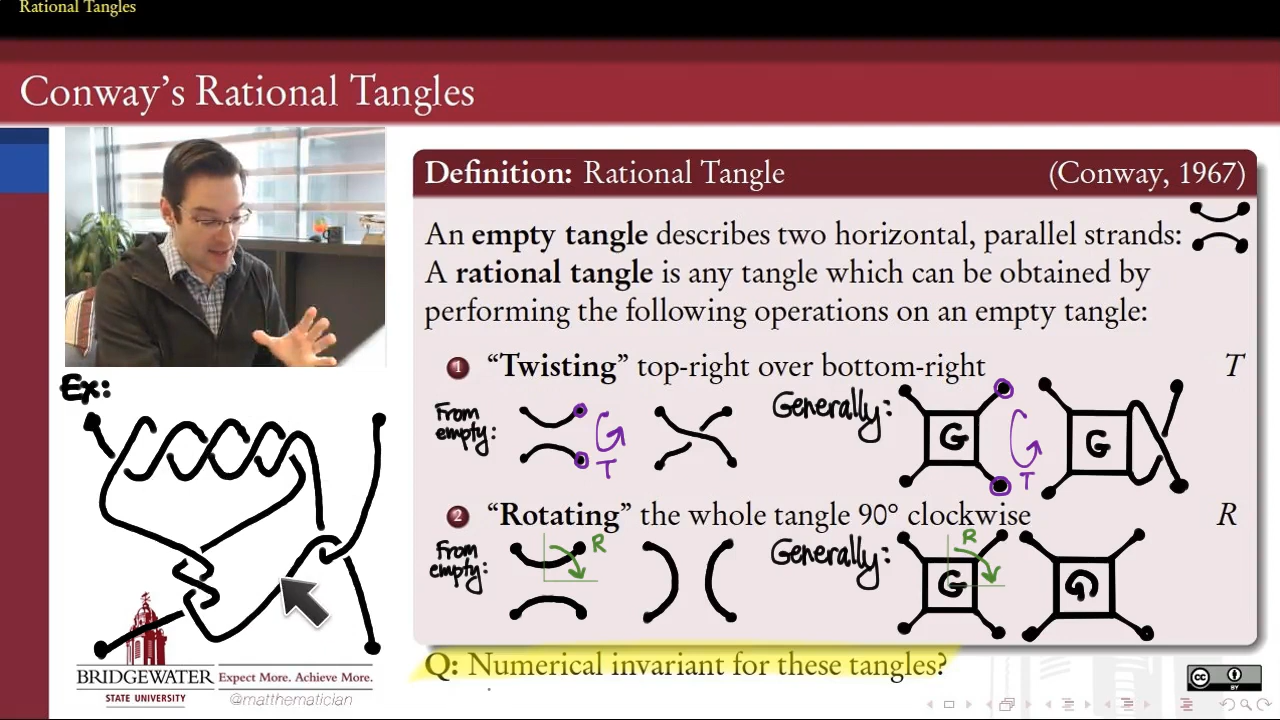 Rational Tangles
Conway's Rational Tangles
Definition: Rational Tangle (Conway, 1967)
An empty tangle describes two horizontal, parallel strands:
A rational tangle is any tangle which can be obtained by
performing the following operations on an empty tangle:
1 “Twisting” top-right over bottom-right T
From
empty:
T
Generally:
G
T
G
2 “Rotating” the whole tangle 90° clockwise R
From
empty:
R
Generally:
R
G
G
Q: Numerical invariant for these tangles?
Ex:
BRIDGEWATER
STATE UNIVERSITY
Expect More. Achieve More.
@matthematician
cc
BY